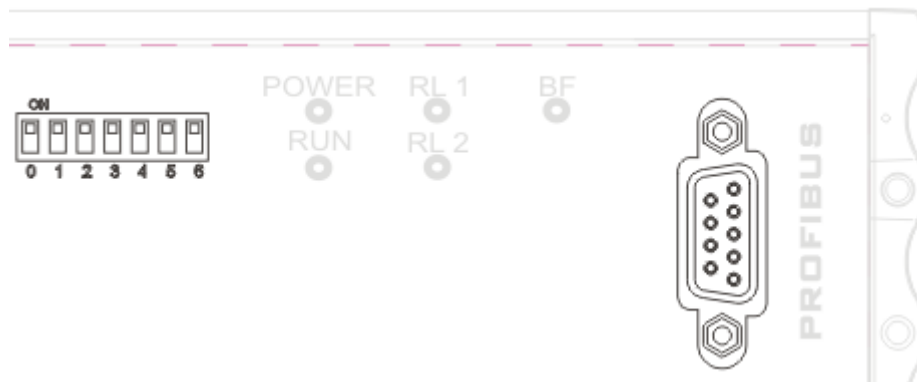 ON
0 1 2 3 4 5 6
POWER RL 1 BF
RUN RL 2
PROFIBUS